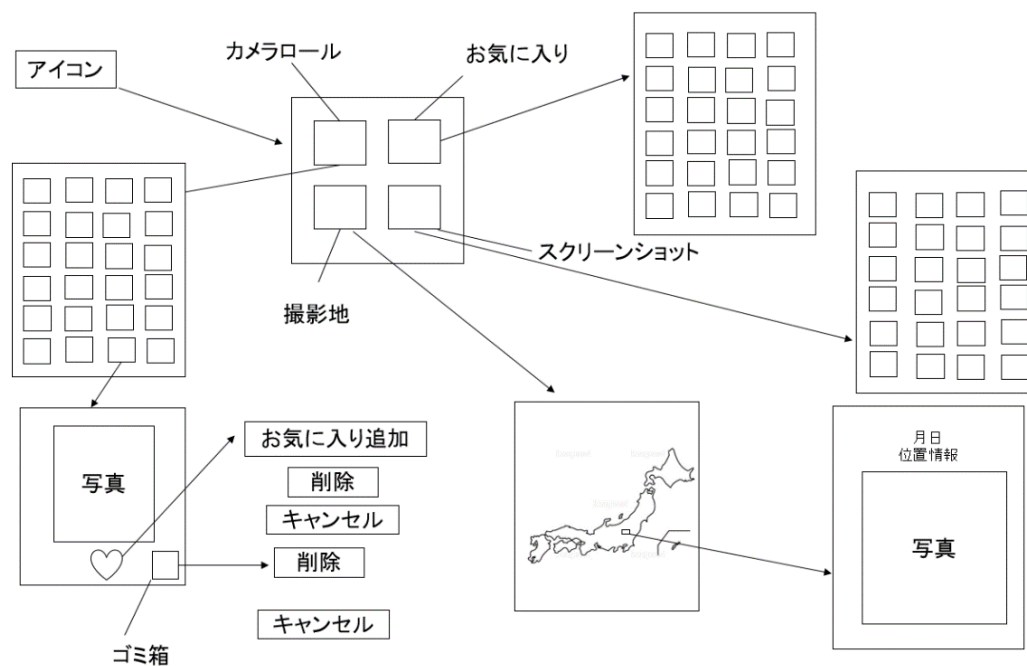 カメラロール
お気に入り
アイコン
スクリーンショット
撮影地
お気に入り追加
月日
位置情報
写真
削除
キャンセル
写真
削除
キャンセル
ゴミ箱